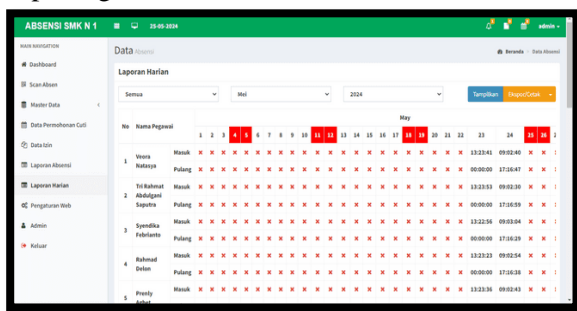 ABSENSI SMK N 1
25-05-2024
admin
MAIN NAVIGATION
Dashboard
Scan Absen
Master Data
Data Permohonan Cuti
Data Izin
Laporan Absensi
Laporan Harian
Pengaturan Web
Admin
Keluar
Data Absensi
Beranda - Data Absensi
Laporan Harian
Semua Mei 2024 Tampilkan Ekspor/Cetak
No Nama Pegawai May
1 2 3 4 5 6 7 8 9 10 11 12 13 14 15 16 17 18 19 20 21 22 23 24 25 26
1 Veora Natasya Masuk 13:23:41 09:02:40
Pulang 00:00:00 17:16:47
2 Tri Rahmat Abdulgani Saputra Masuk 13:23:53 09:02:30
Pulang 00:00:00 17:16:59
3 Syendika Febrianto Masuk 13:22:56 09:03:04
Pulang 00:00:00 17:16:29
4 Rahmad Delon Masuk 13:23:23 09:02:54
Pulang 00:00:00 17:16:38
5 Prenly Masuk 13:23:36 09:02:43